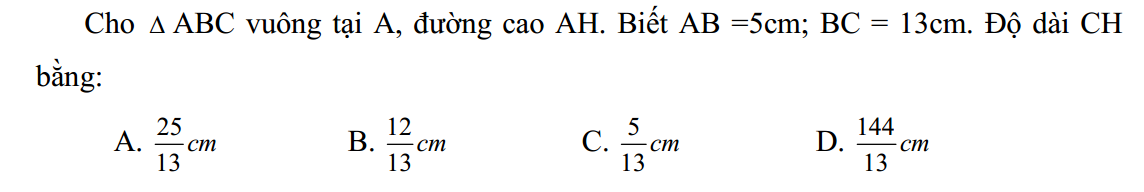 Cho Δ ABC vuông tại A, đường cao AH. Biết AB =5cm; BC = 13cm. Độ dài CH
bằng:
A. 25/13 cm B. 12/13 cm C. 5/13 cm D. 144/13 cm